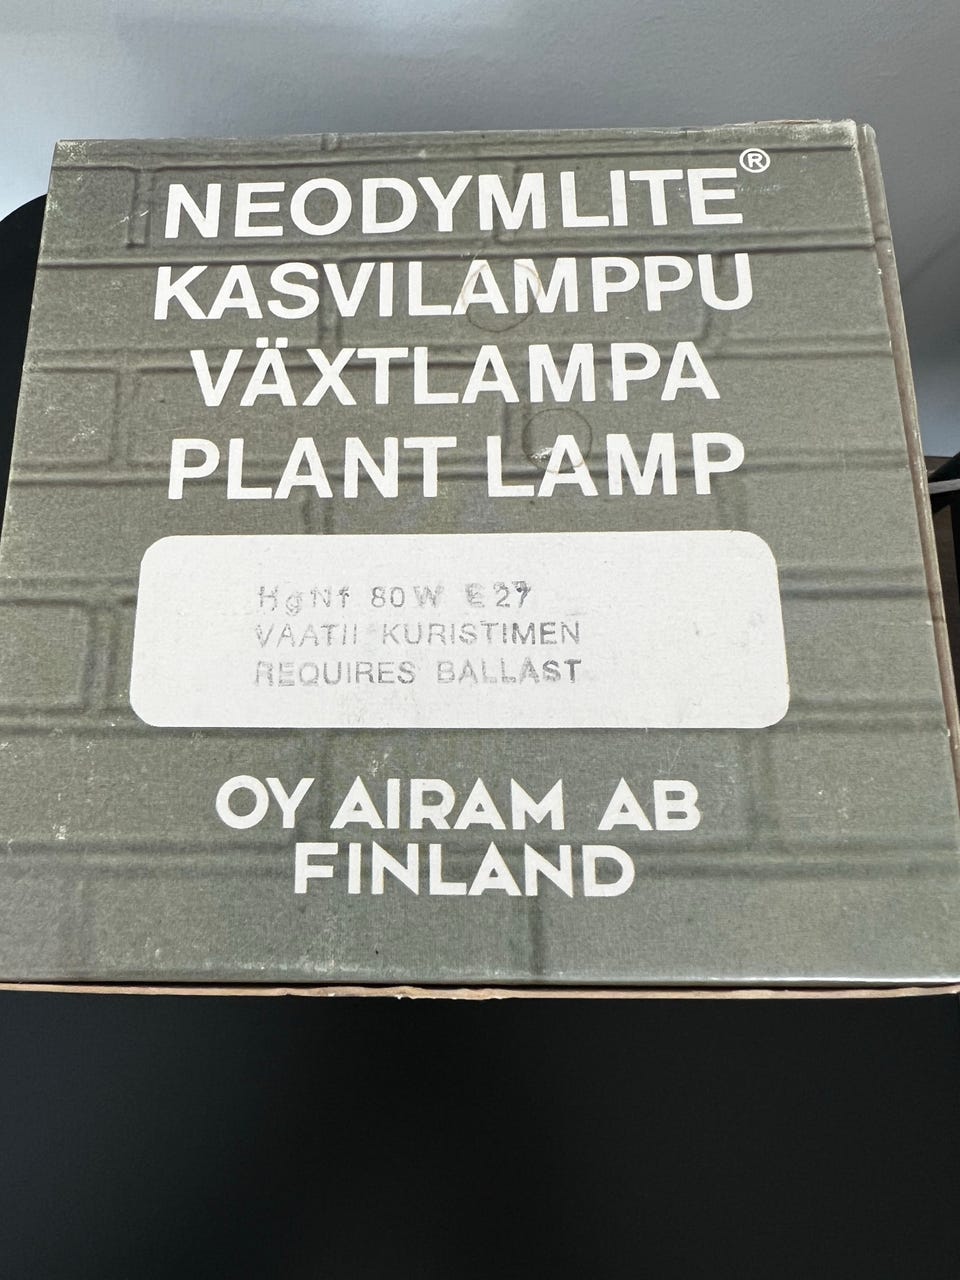 NEODYMLITE®
KASVILAMPPU
VÄXTLAMPA
PLANT LAMP
HgNf 80W E27
VAATII KURISTIMEN
REQUIRES BALLAST
OY AIRAM AB
FINLAND